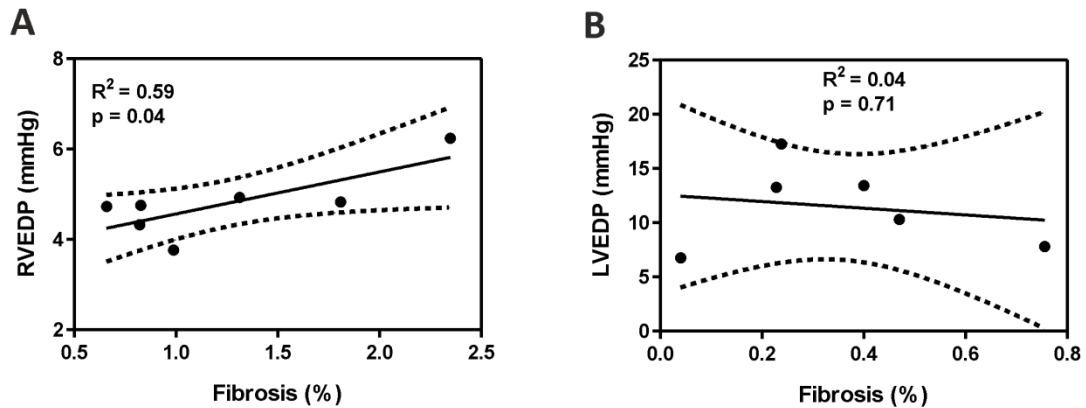 A
R² = 0.59
p = 0.04
RVEDP (mmHg)
8
6
4
2
0.5 1.0 1.5 2.0 2.5
Fibrosis (%)
B
R² = 0.04
p = 0.71
LVEDP (mmHg)
25
20
15
10
5
0
0.0 0.2 0.4 0.6 0.8
Fibrosis (%)